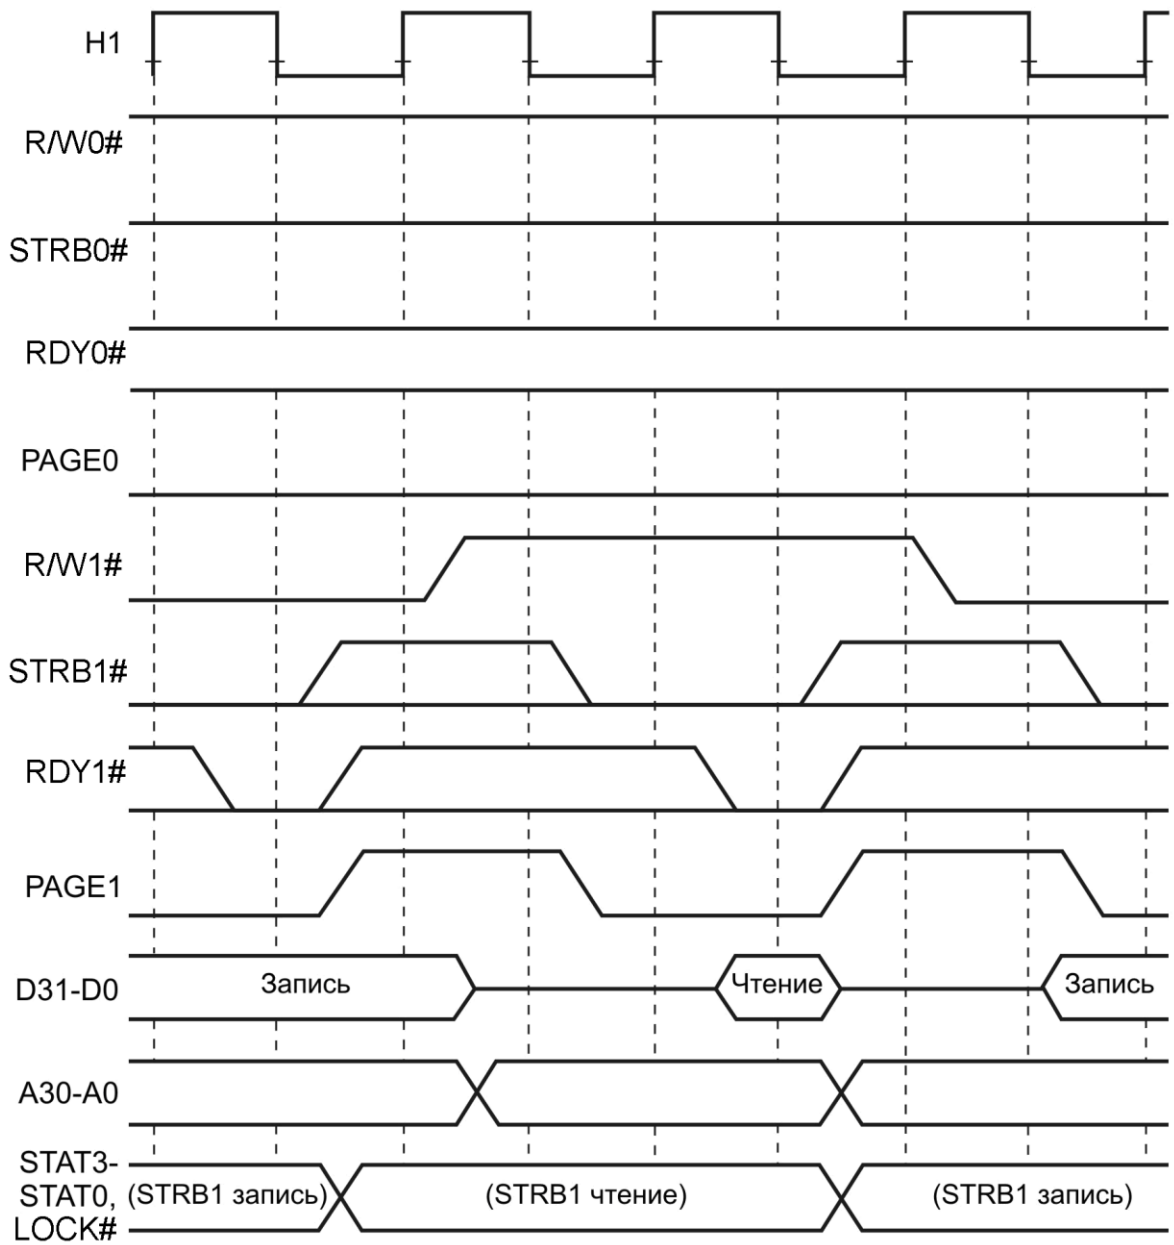 H1
R/W0#
STRB0#
RDY0#
PAGE0
R/W1#
STRB1#
RDY1#
PAGE1
D31-D0
Запись
Чтение
Запись
A30-A0
STAT3-
STAT0,
LOCK#
(STRB1 запись)
(STRB1 чтение)
(STRB1 запись)